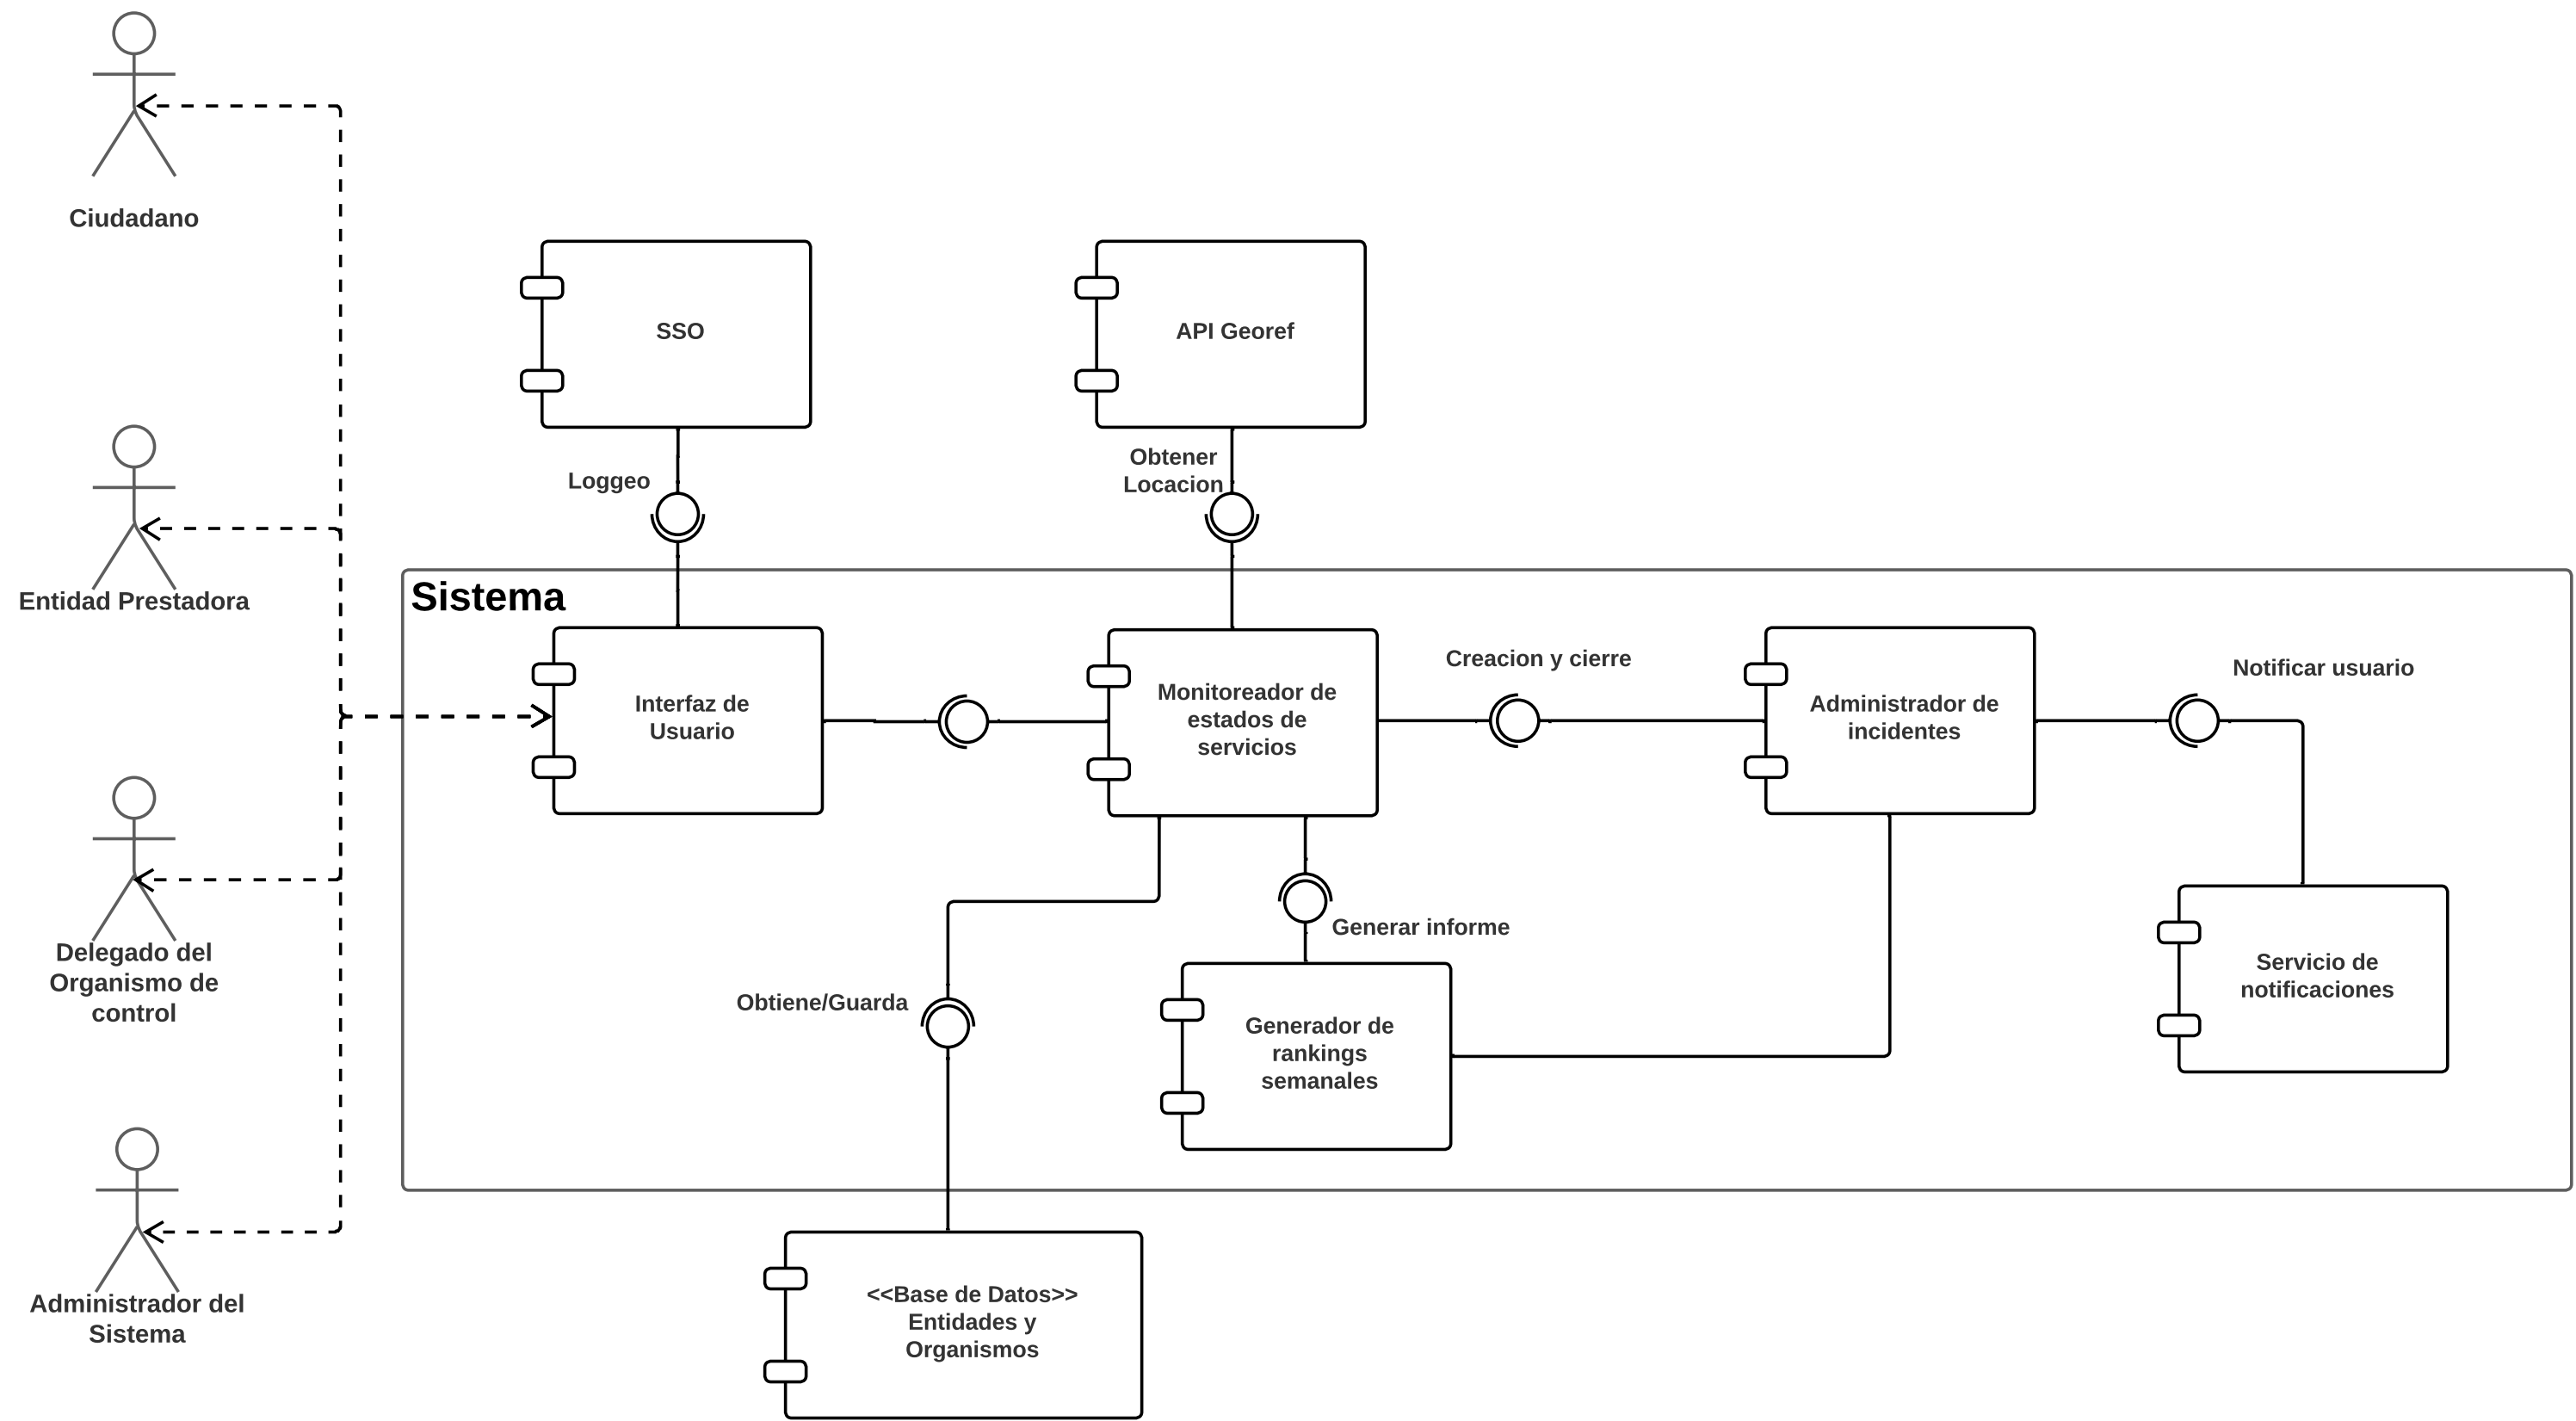 Ciudadano
SSO
API Georef
Obtener
Locacion
Loggeo
Entidad Prestadora
Sistema
Creacion y cierre
Notificar usuario
Interfaz de
Usuario
Monitoreador de
estados de
servicios
Administrador de
incidentes
Delegado del
Organismo de
control
Generar informe
Obtiene/Guarda
Servicio de
notificaciones
Generador de
rankings
semanales
Administrador del
Sistema
<<Base de Datos>>
Entidades y
Organismos